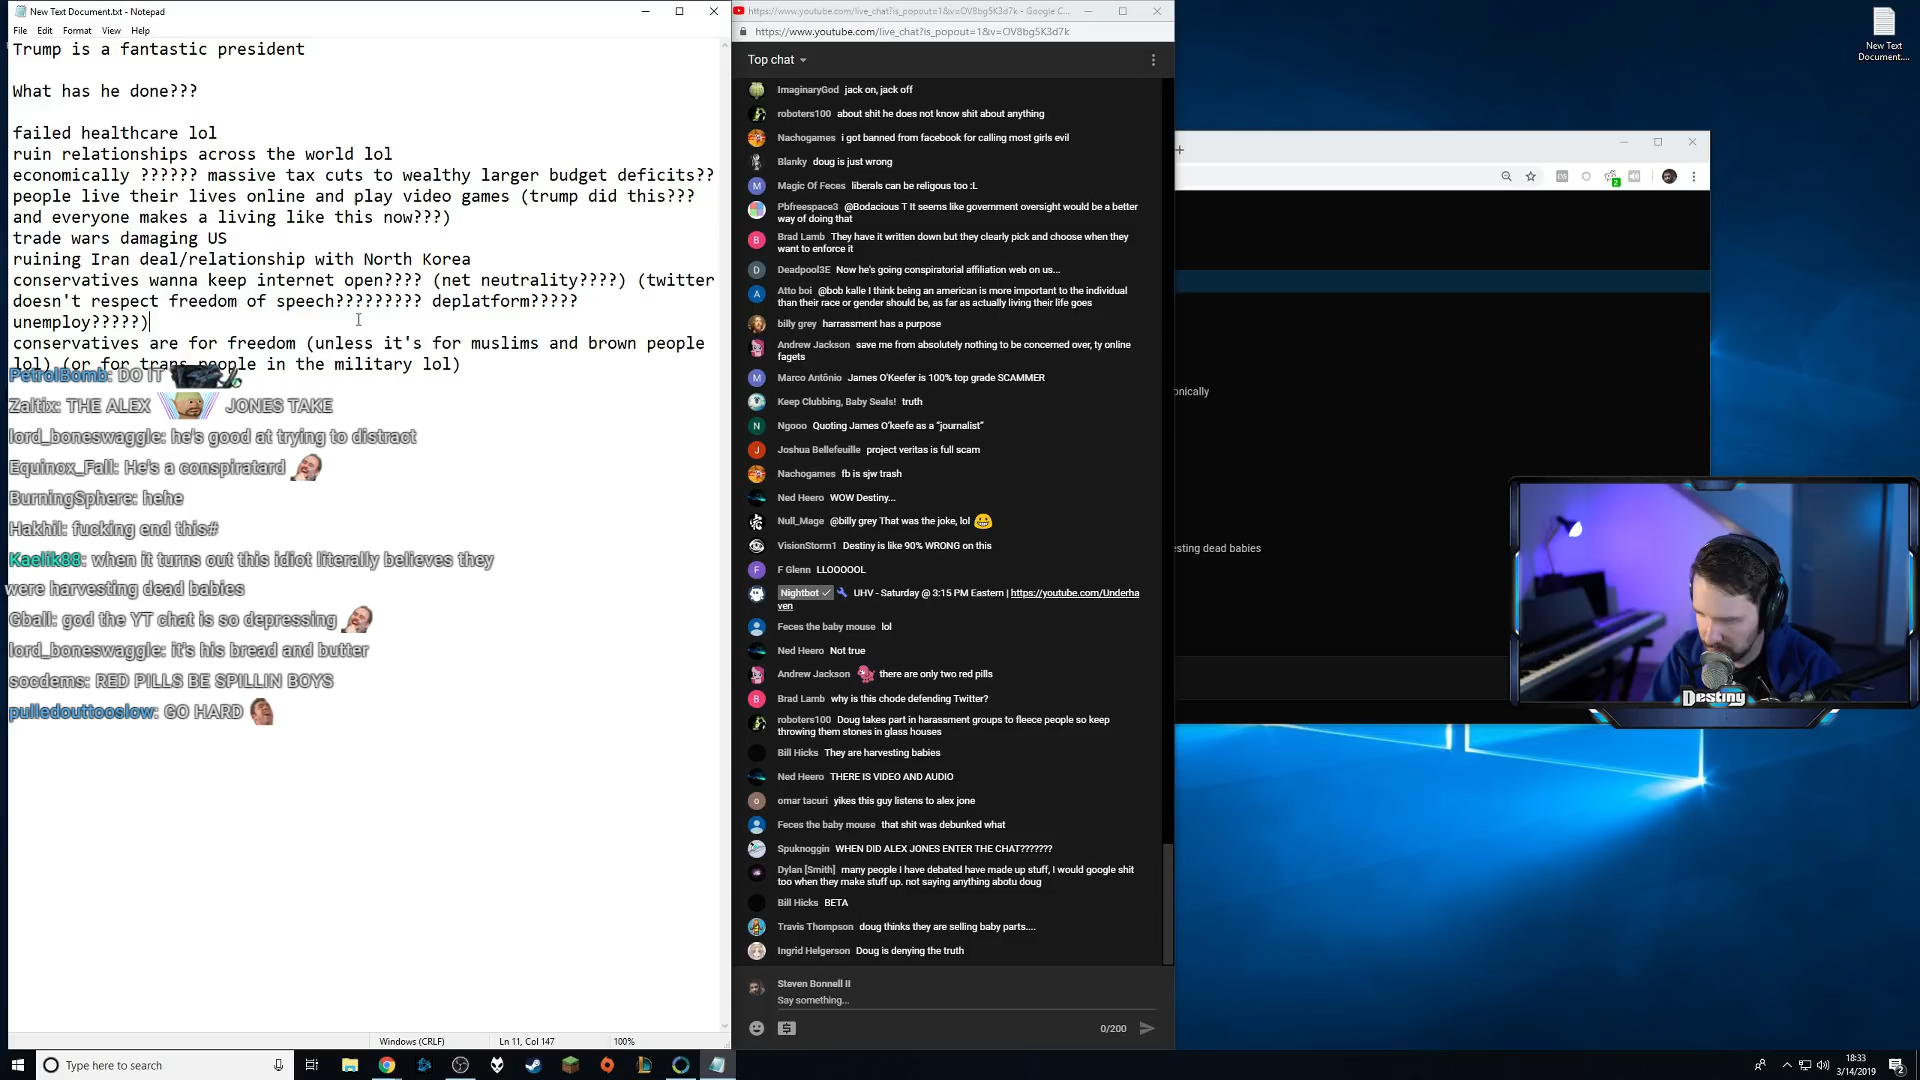 New Text Document.txt - Notepad
File Edit Format View Help
Trump is a fantastic president
What has he done???
failed healthcare lol
ruin relationships across the world lol
economically ?????? massive tax cuts to wealthy larger budget deficits??
people live their lives online and play video games (trump did this???
and everyone makes a living like this now???)
trade wars damaging US
ruining Iran deal/relationship with North Korea
conservatives wanna keep internet open???? (net neutrality????) (twitter
doesn't respect freedom of speech????????? deplatform?????
unemploy?????)
conservatives are for freedom (unless it's for muslims and brown people
lol) (or for trans people in the military lol)
PetrolBomb: DO IT
Zaltix: THE ALEX JONES TAKE
lord_boneswaggle: he's good at trying to distract
Equinox_Fall: He's a conspiratard
BurningSphere: hehe
Hakhil: fucking end this#
Kaelik88: when it turns out this idiot literally believes they
were harvesting dead babies
Gball: god the YT chat is so depressing
lord_boneswaggle: it's his bread and butter
socdems: RED PILLS BE SPILLIN BOYS
pulledouttooslow: GO HARD
Windows (CRLF) Ln 11, Col 147 100%
https://www.youtube.com/live_chat?is_popout=1&v=OV8bg5K3d7k - Google C...
https://www.youtube.com/live_chat?is_popout=1&v=OV8bg5K3d7k
Top chat
ImaginaryGod jack on, jack off
roboters100 about shit he does not know shit about anything
Nachogames i got banned from facebook for calling most girls evil
Blanky doug is just wrong
Magic Of Feces liberals can be religous too :L
Pbfreespace3 @Bodacious T It seems like government oversight would be a better
way of doing that
Brad Lamb They have it written down but they clearly pick and choose when they
want to enforce it
Deadpool3E Now he's going conspiratorial affiliation web on us...
Atto boi @bob kalle I think being an american is more important to the individual
than their race or gender should be, as far as actually living their life goes
billy grey harrassment has a purpose
Andrew Jackson save me from absolutely nothing to be concerned over, ty online
fagets
Marco Antônio James O'Keefer is 100% top grade SCAMMER
Keep Clubbing, Baby Seals! truth
Ngooo Quoting James O'keefe as a "journalist"
Joshua Bellefeuille project veritas is full scam
Nachogames fb is sjw trash
Ned Heero WOW Destiny...
Null_Mage @billy grey That was the joke, lol
VisionStorm1 Destiny is like 90% WRONG on this
F Glenn LLOOOOOL
Nightbot UHV - Saturday @ 3:15 PM Eastern | https://youtube.com/Underha
ven
Feces the baby mouse lol
Ned Heero Not true
Andrew Jackson there are only two red pills
Brad Lamb why is this chode defending Twitter?
roboters100 Doug takes part in harassment groups to fleece people so keep
throwing them stones in glass houses
Bill Hicks They are harvesting babies
Ned Heero THERE IS VIDEO AND AUDIO
omar tacuri yikes this guy listens to alex jone
Feces the baby mouse that shit was debunked what
Spuknoggin WHEN DID ALEX JONES ENTER THE CHAT???????
Dylan [Smith] many people I have debated have made up stuff, I would google shit
too when they make stuff up. not saying anything abotu doug
Bill Hicks BETA
Travis Thompson doug thinks they are selling baby parts....
Ingrid Helgerson Doug is denying the truth
Steven Bonnell II
Say something...
0/200
onically
esting dead babies
Destiny
New Text
Document....
Type here to search
18:33
3/14/2019